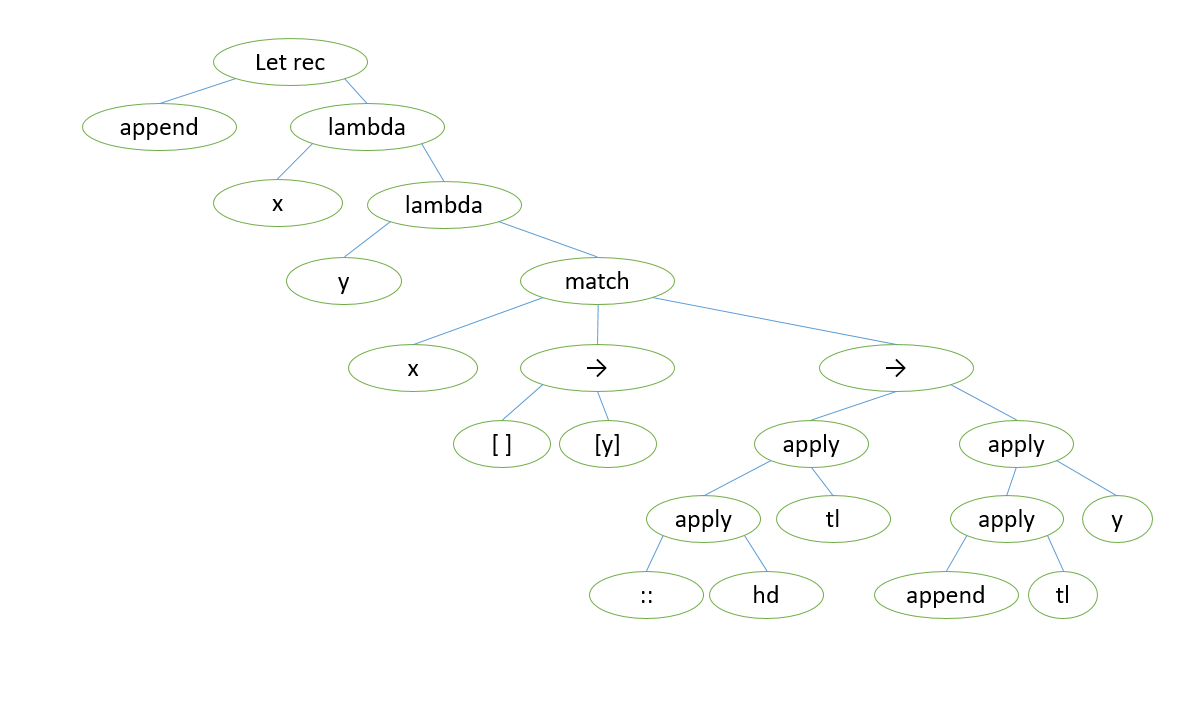 Let rec
append
lambda
x
lambda
y
match
x
→
→
[ ]
[y]
apply
apply
apply
tl
apply
y
::
hd
append
tl